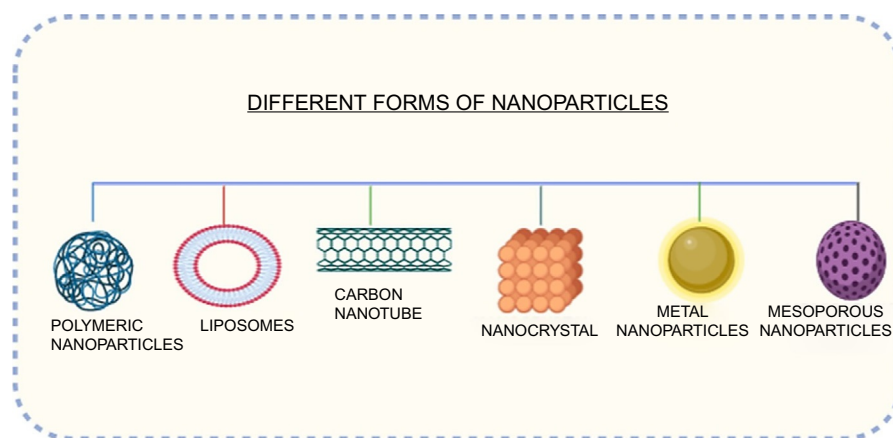 DIFFERENT FORMS OF NANOPARTICLES
POLYMERIC
NANOPARTICLES
LIPOSOMES
CARBON
NANOTUBE
NANOCRYSTAL
METAL
NANOPARTICLES
MESOPOROUS
NANOPARTICLES